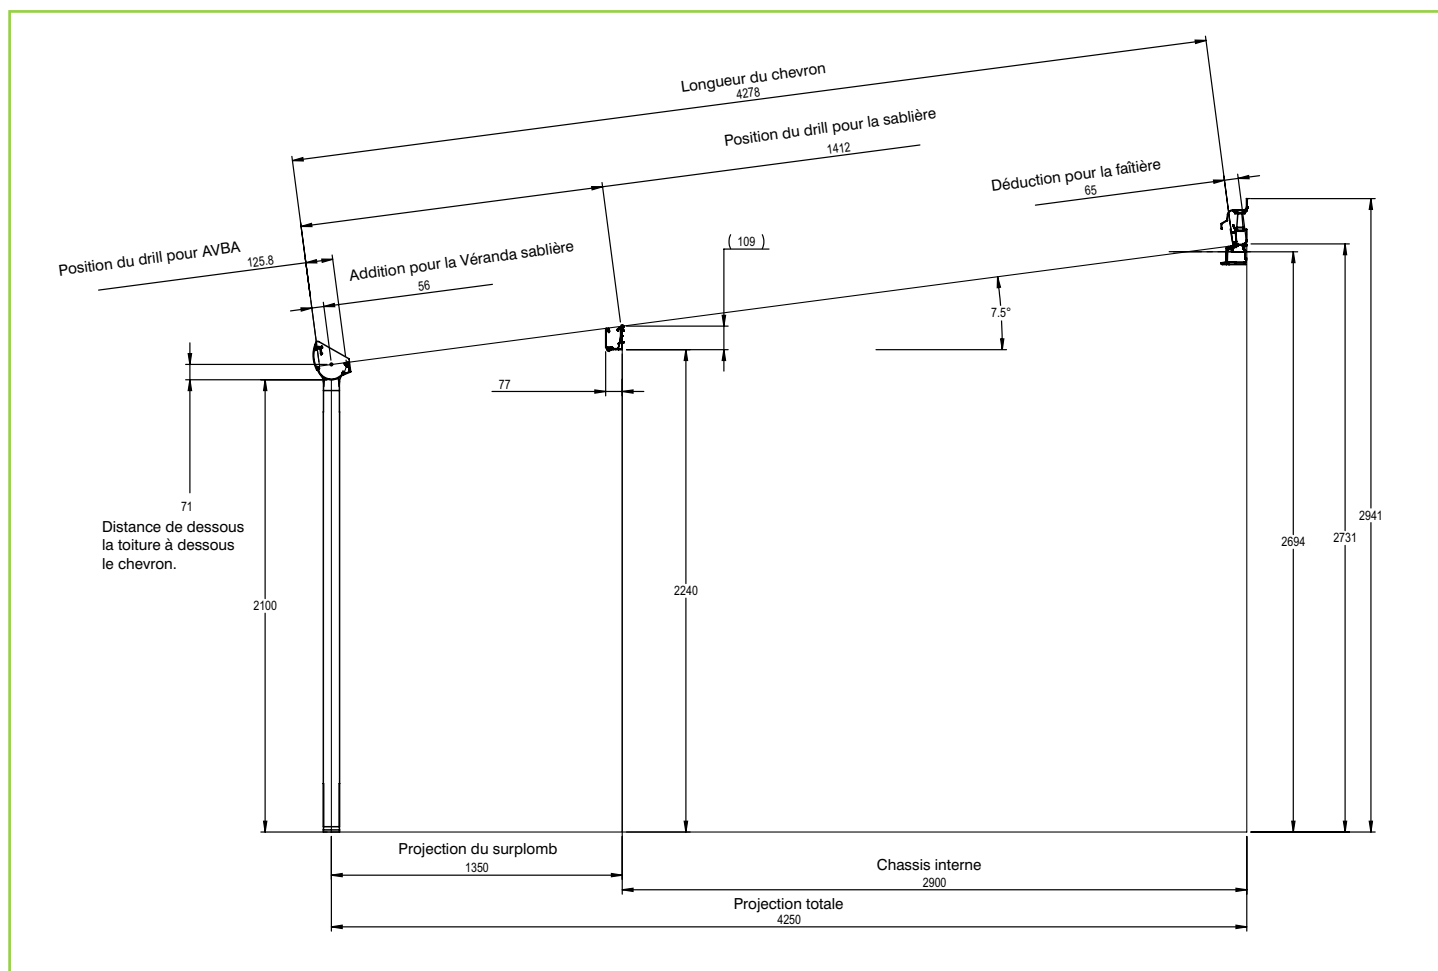 Longueur du chevron
4278
Position du drill pour la sablière
1412
Déduction pour la faîtière
65
Position du drill pour AVBA
125.8
Addition pour la Véranda sablière
56
( 109 )
7.5°
77
71
Distance de dessous
la toiture à dessous
le chevron.
2100
2240
2694
2731
2941
Projection du surplomb
1350
Chassis interne
2900
Projection totale
4250